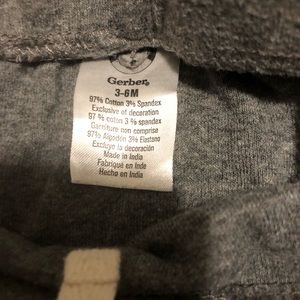 Gerber®
3-6M
97% Cotton 3% Spandex
Exclusive of decoration
97 % coton 3 % spandex
Garniture non comprise
97% Algodón 3% Elastano
Excluye la decoración
Made in India
Fabriqué en Inde
Hecho en India